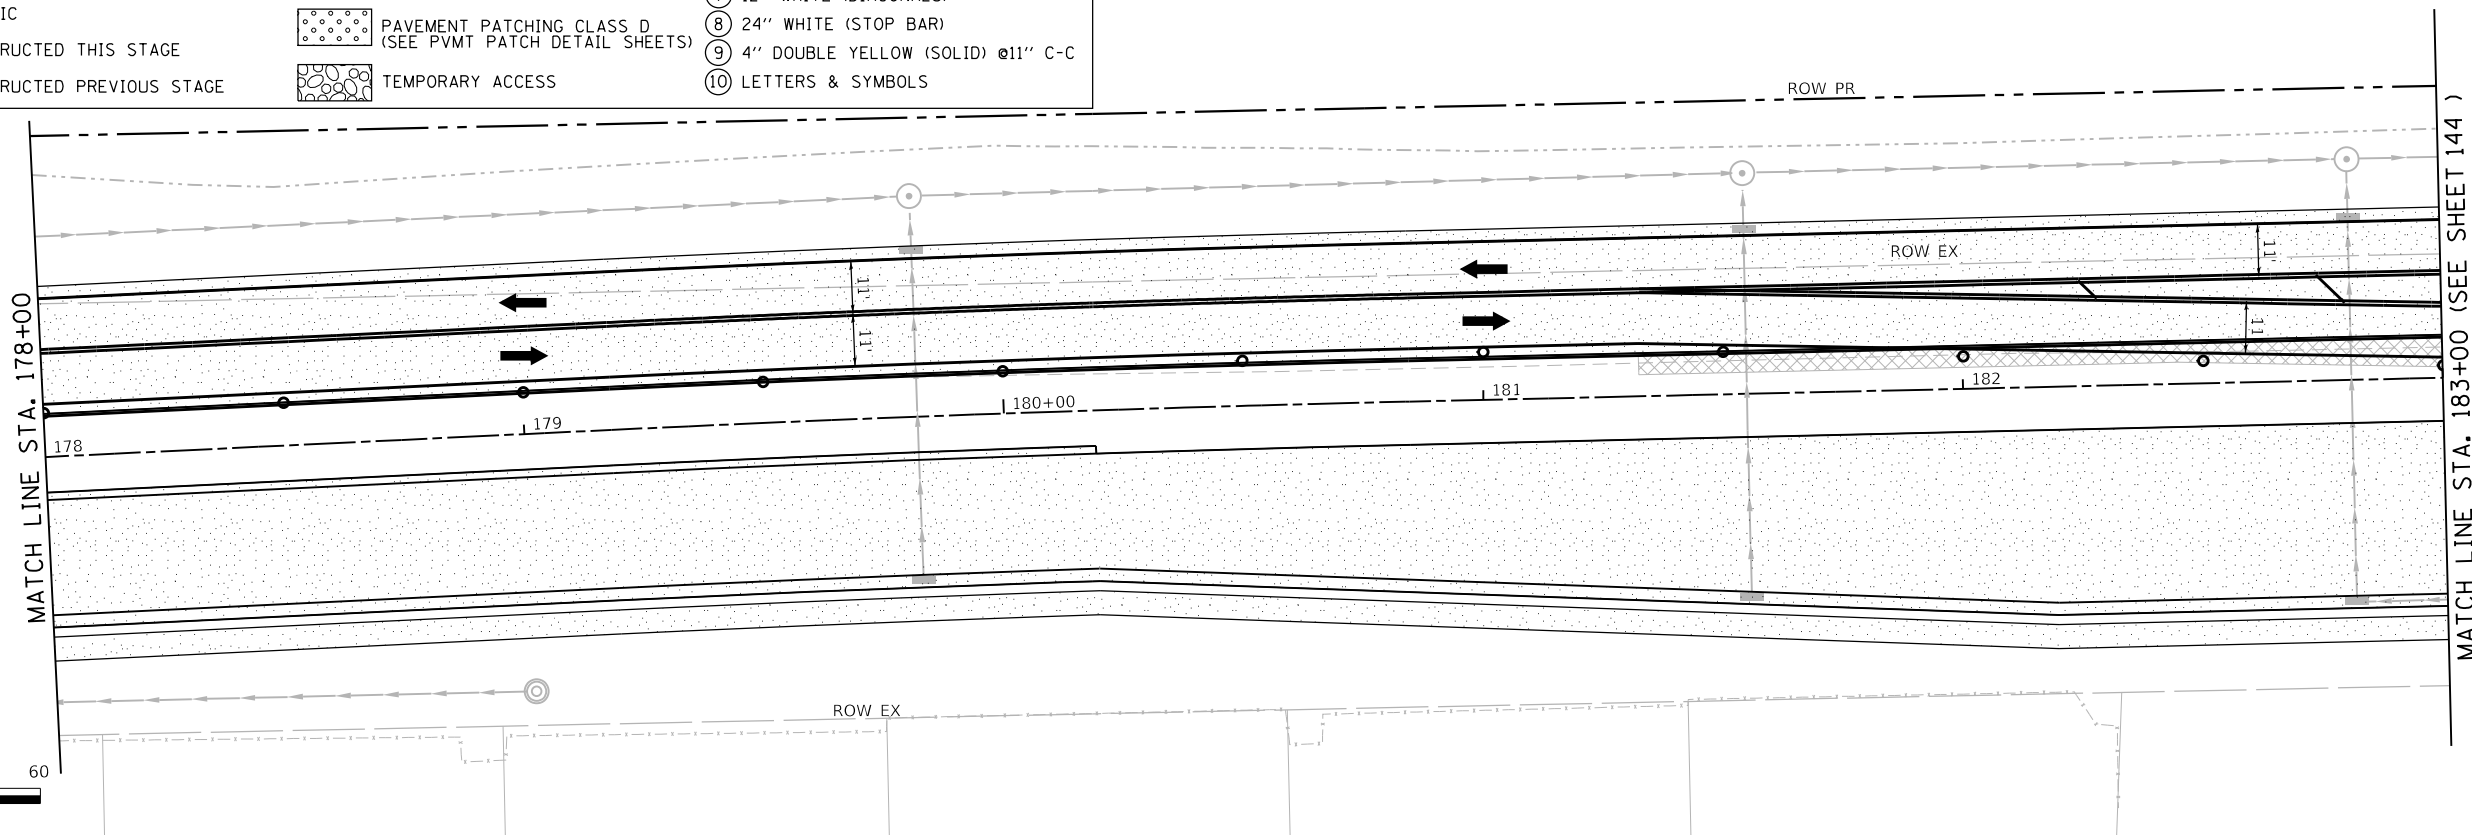 IC
RUCTED THIS STAGE
RUCTED PREVIOUS STAGE
PAVEMENT PATCHING CLASS D
(SEE PVMT PATCH DETAIL SHEETS)
TEMPORARY ACCESS
8 24" WHITE (STOP BAR)
9 4" DOUBLE YELLOW (SOLID) @11" C-C
10 LETTERS & SYMBOLS
ROW PR
ROW EX
11'
11'
11'
11'
178
179
180+00
181
182
MATCH LINE STA. 178+00
MATCH LINE STA. 183+00 (SEE SHEET 144 )
ROW EX
60